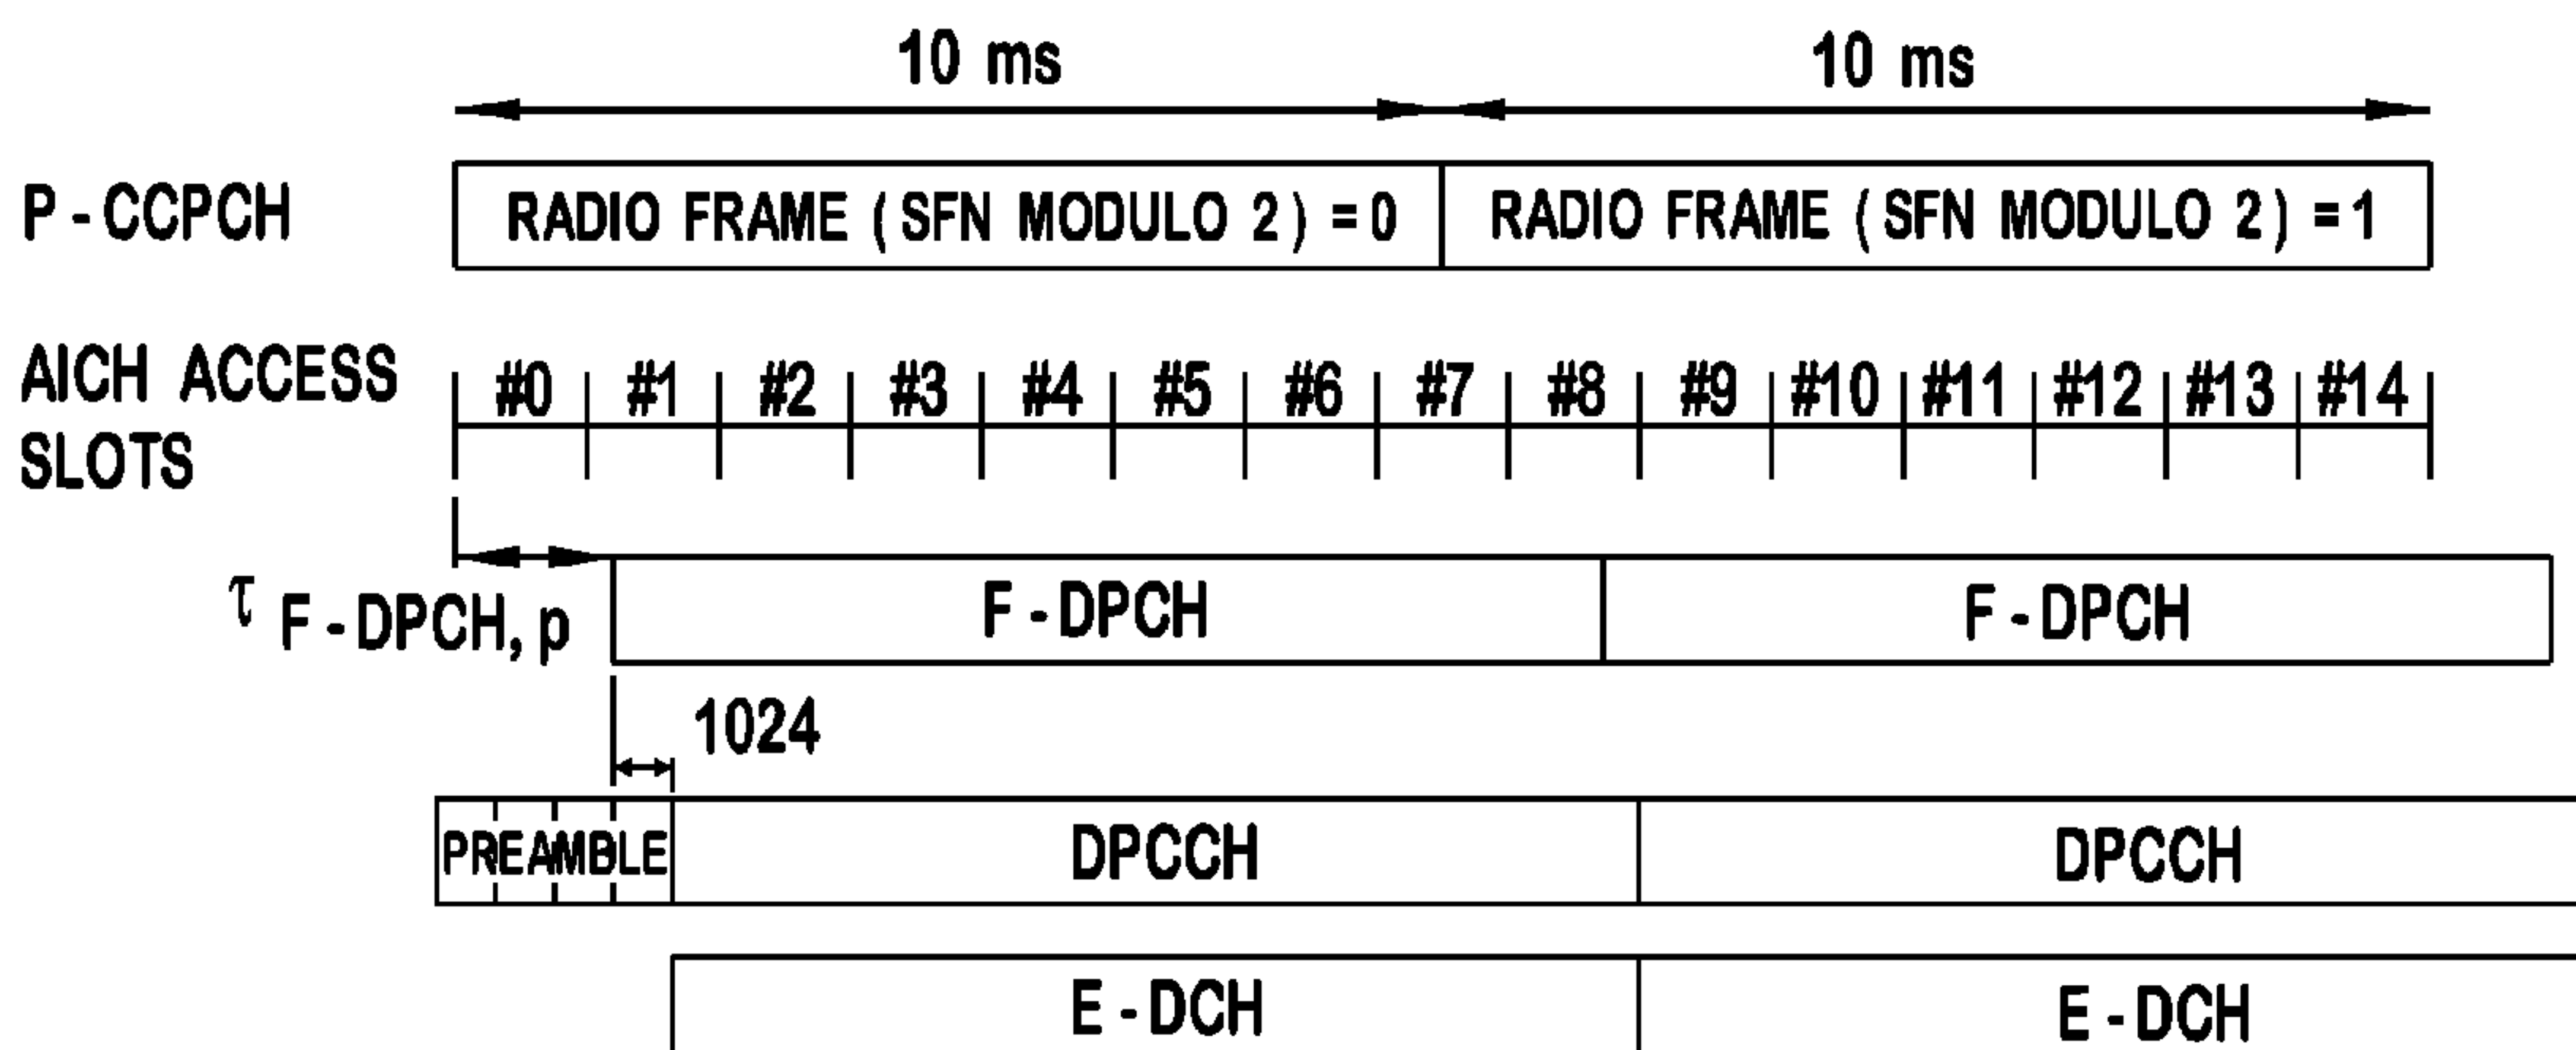 10 ms 10 ms
P - CCPCH RADIO FRAME ( SFN MODULO 2 ) = 0 RADIO FRAME ( SFN MODULO 2 ) = 1
AICH ACCESS
SLOTS
#0 #1 #2 #3 #4 #5 #6 #7 #8 #9 #10 #11 #12 #13 #14
τ F - DPCH, p
F - DPCH F - DPCH
1024
PREAMBLE DPCCH DPCCH
E - DCH E - DCH